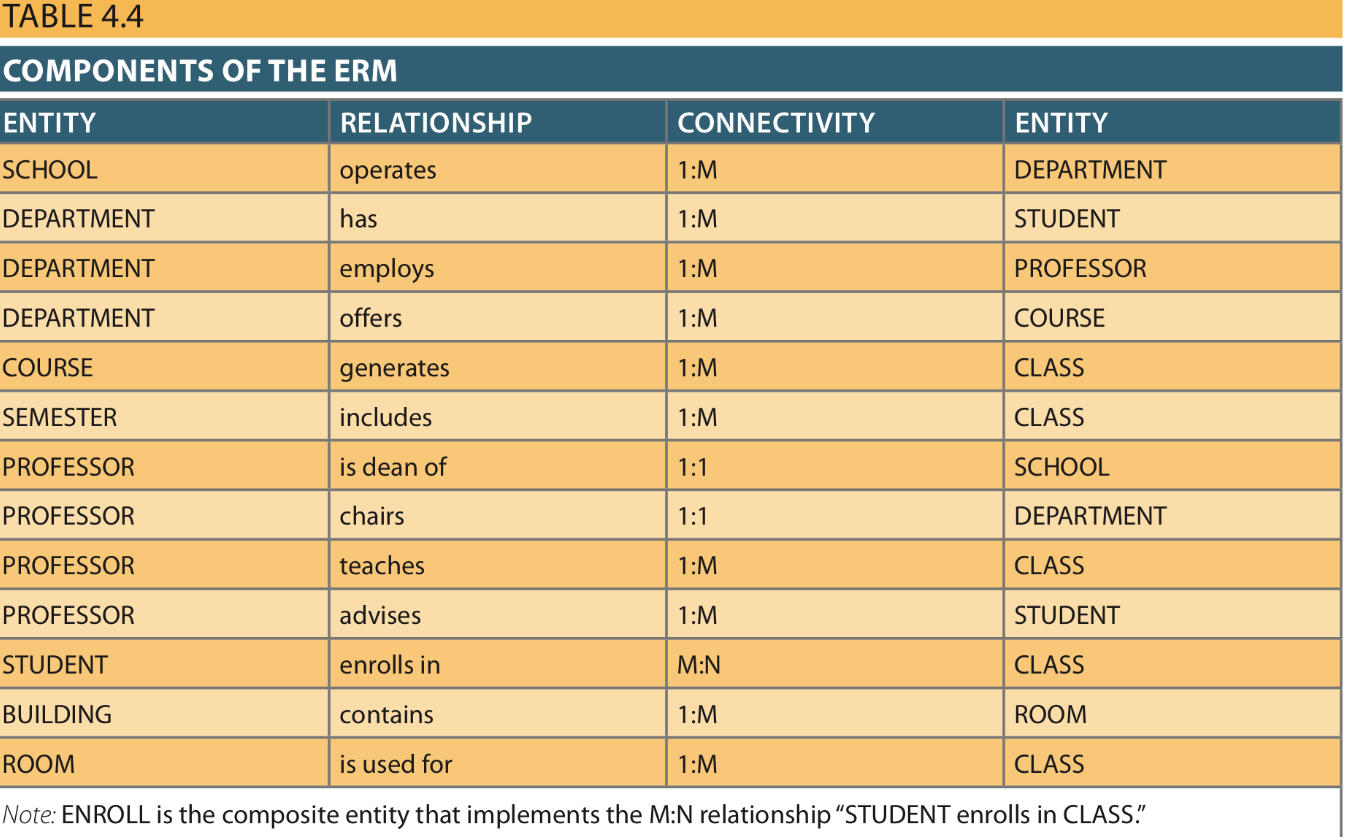 TABLE 4.4
COMPONENTS OF THE ERM
ENTITY RELATIONSHIP CONNECTIVITY ENTITY
SCHOOL operates 1:M DEPARTMENT
DEPARTMENT has 1:M STUDENT
DEPARTMENT employs 1:M PROFESSOR
DEPARTMENT offers 1:M COURSE
COURSE generates 1:M CLASS
SEMESTER includes 1:M CLASS
PROFESSOR is dean of 1:1 SCHOOL
PROFESSOR chairs 1:1 DEPARTMENT
PROFESSOR teaches 1:M CLASS
PROFESSOR advises 1:M STUDENT
STUDENT enrolls in M:N CLASS
BUILDING contains 1:M ROOM
ROOM is used for 1:M CLASS
Note: ENROLL is the composite entity that implements the M:N relationship “STUDENT enrolls in CLASS.”